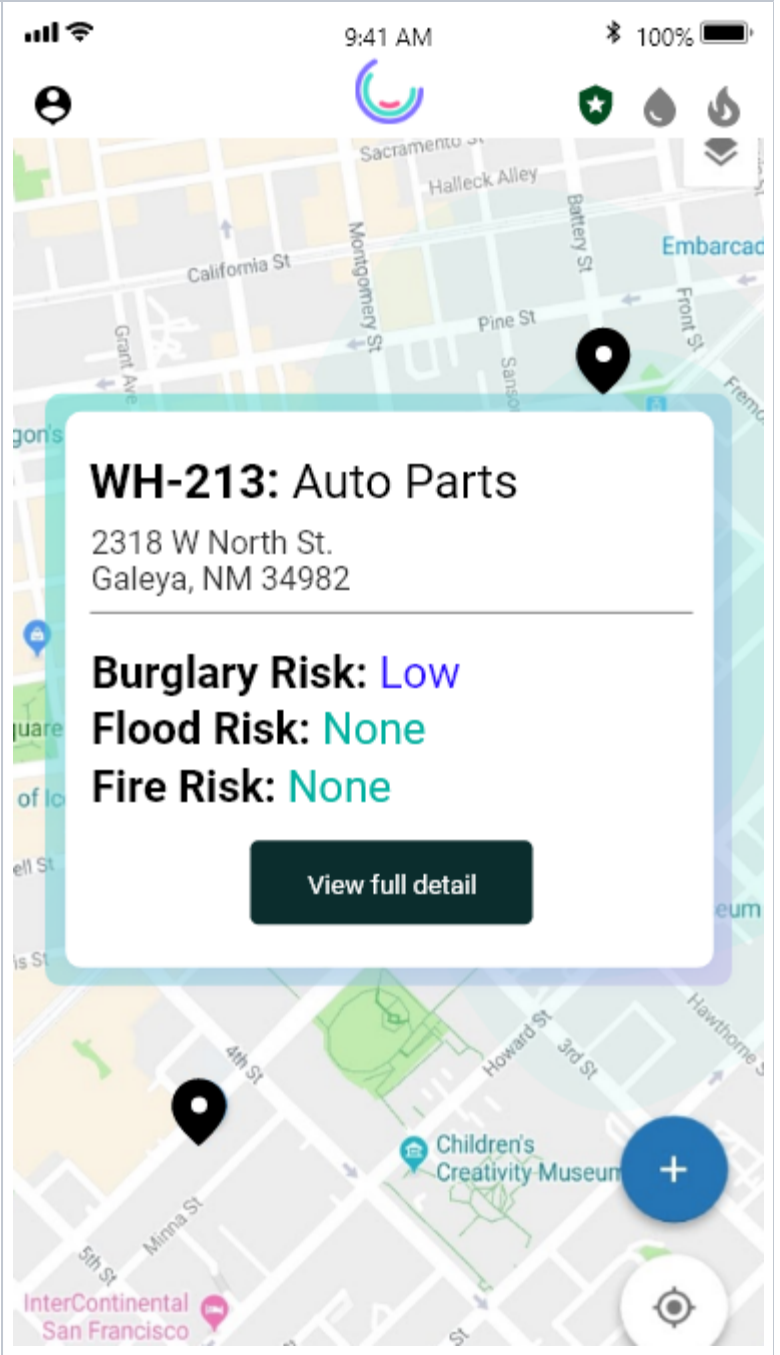 9:41 AM
100%
Sacramento St
Halleck Alley
Battery St
Montgomery St
California St
Embarcad
Front St
Pine St
Grant Ave
Sanso
Fremo
gon's
WH-213: Auto Parts
2318 W North St.
Galeya, NM 34982
Burglary Risk: Low
Flood Risk: None
Fire Risk: None
View full detail
quare
of Ic
ell St
eum
is St
Hawthorne S
Howard St
3rd St
4th St
Children's
Creativity Museum
+
Minna St
5th St
InterContinental
San Francisco
St